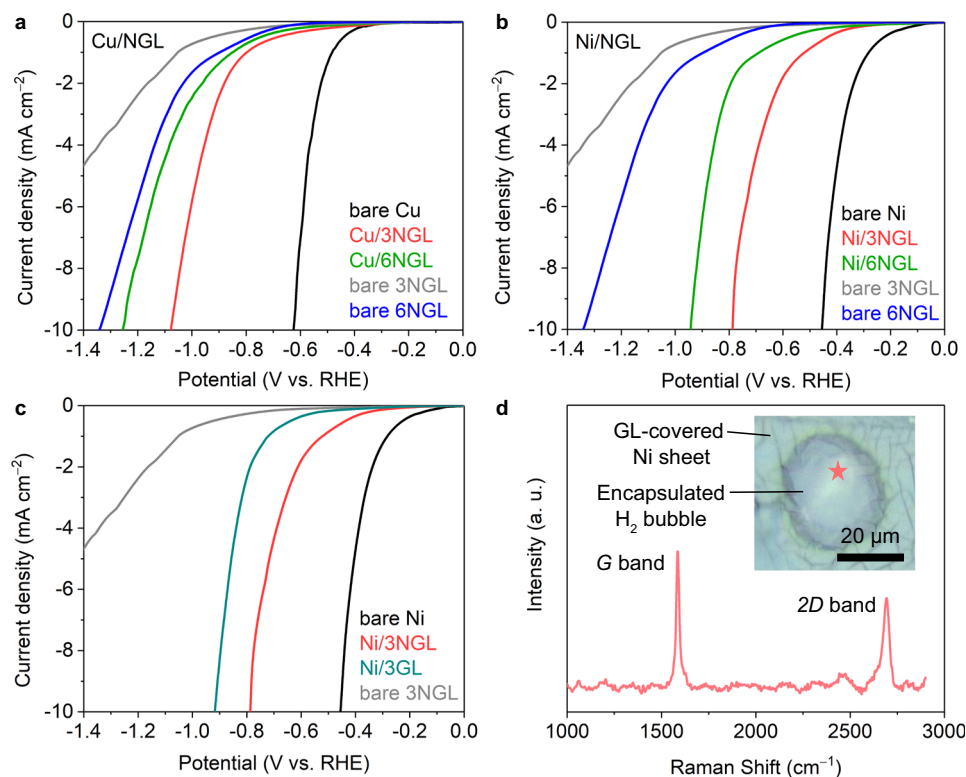 a
Cu/NGL
0
-2
-4
-6
-8
-10
Current density (mA cm⁻²)
bare Cu
Cu/3NGL
Cu/6NGL
bare 3NGL
bare 6NGL
-1.4 -1.2 -1.0 -0.8 -0.6 -0.4 -0.2 0.0
Potential (V vs. RHE)
b
Ni/NGL
0
-2
-4
-6
-8
-10
Current density (mA cm⁻²)
bare Ni
Ni/3NGL
Ni/6NGL
bare 3NGL
bare 6NGL
-1.4 -1.2 -1.0 -0.8 -0.6 -0.4 -0.2 0.0
Potential (V vs. RHE)
c
0
-2
-4
-6
-8
-10
Current density (mA cm⁻²)
bare Ni
Ni/3NGL
Ni/3GL
bare 3NGL
-1.4 -1.2 -1.0 -0.8 -0.6 -0.4 -0.2 0.0
Potential (V vs. RHE)
d
GL-covered
Ni sheet
Encapsulated
H₂ bubble
20 μm
G band
2D band
Intensity (a. u.)
1000 1500 2000 2500 3000
Raman Shift (cm⁻¹)